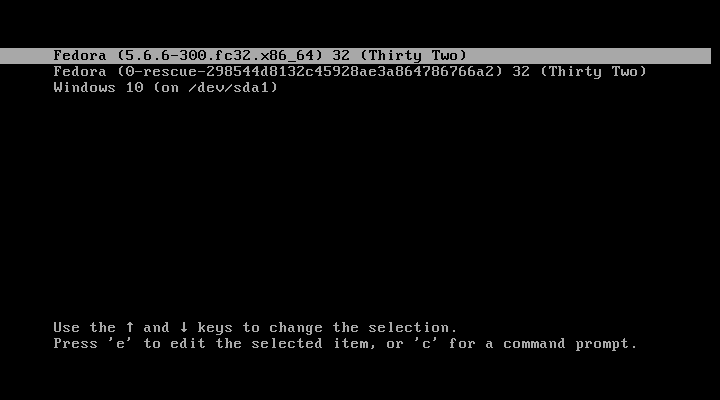 Fedora (5.6.6-300.fc32.x86_64) 32 (Thirty Two)
Fedora (0-rescue-298544d8132c45928ae3a864786766a2) 32 (Thirty Two)
Windows 10 (on /dev/sda1)
Use the ↑ and ↓ keys to change the selection.
Press 'e' to edit the selected item, or 'c' for a command prompt.